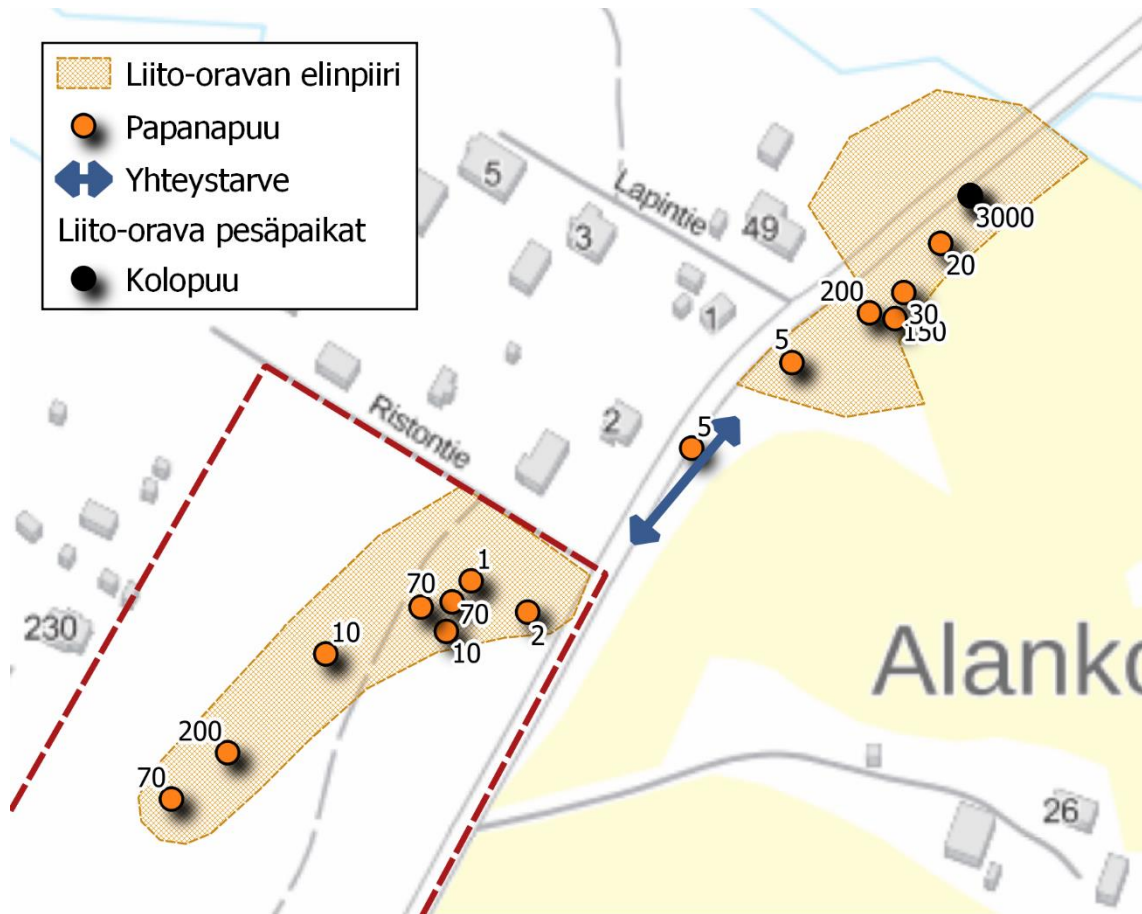 Liito-oravan elinpiiri
Papanapuu
Yhteystarve
Liito-orava pesäpaikat
Kolopuu
5
Lapintie
3
49
3000
20
200
30
150
1
5
Ristontie
2
5
1
70
70
2
10
10
230
Alanko
200
70
26